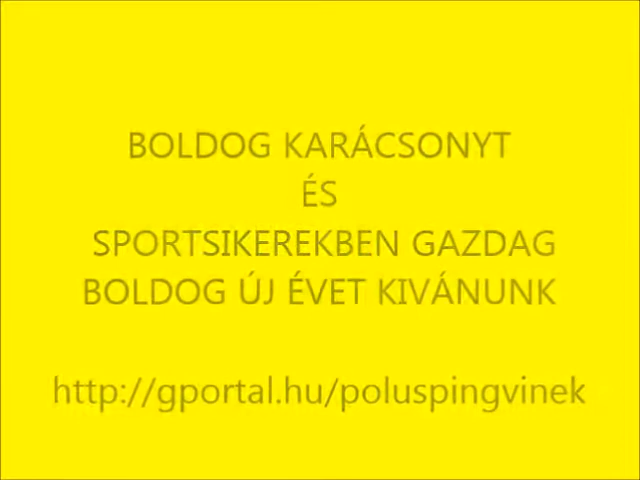 BOLDOG KARÁCSONYT
ÉS
SPORTSIKEREKBEN GAZDAG
BOLDOG ÚJ ÉVET KIVÁNUNK
http://gportal.hu/poluspingvinek